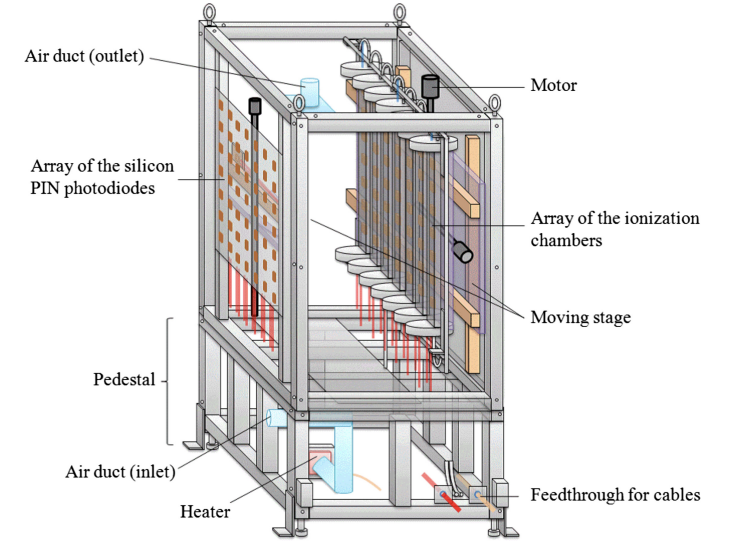 Air duct (outlet)
Motor
Array of the silicon
PIN photodiodes
Array of the ionization
chambers
Moving stage
Pedestal
Air duct (inlet)
Heater
Feedthrough for cables